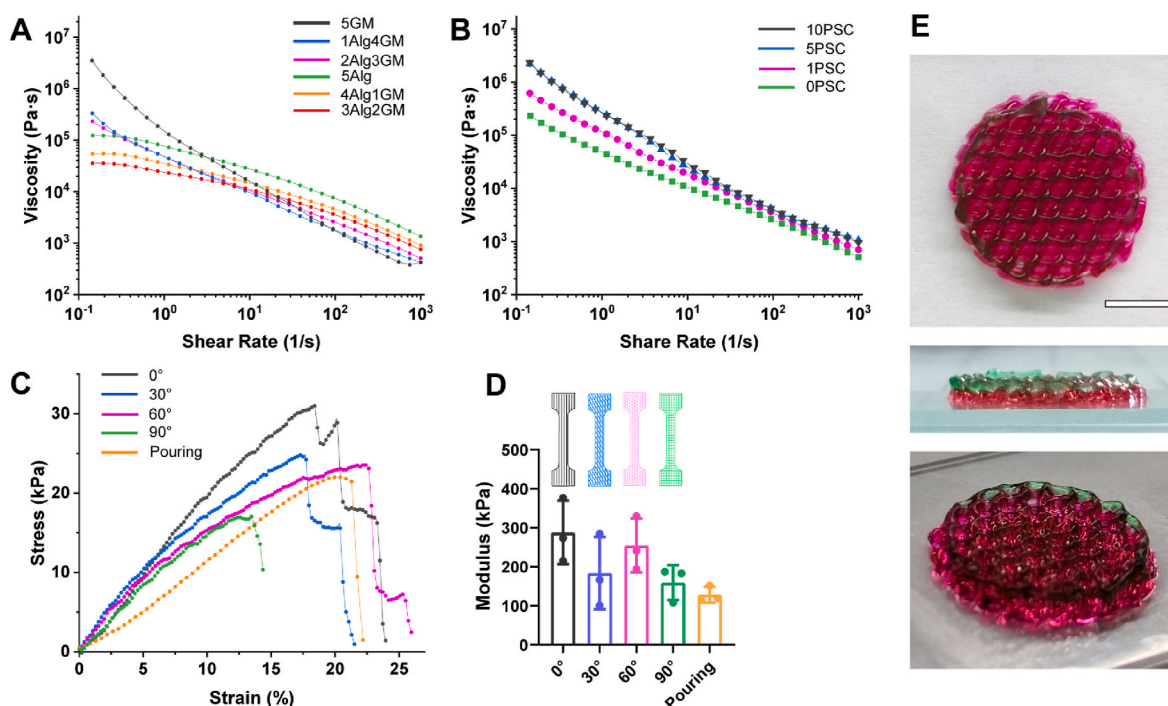 A
Viscosity (Pa·s)
10⁷
10⁶
10⁵
10⁴
10³
10²
10⁻¹
10⁰
10¹
10²
10³
Shear Rate (1/s)
5GM
1Alg4GM
2Alg3GM
5Alg
4Alg1GM
3Alg2GM
B
Viscosity (Pa·s)
10⁷
10⁶
10⁵
10⁴
10³
10²
10⁻¹
10⁰
10¹
10²
10³
Share Rate (1/s)
10PSC
5PSC
1PSC
0PSC
E
C
Stress (kPa)
30
20
10
0
0
5
10
15
20
25
Strain (%)
0°
30°
60°
90°
Pouring
D
Modulus (kPa)
500
400
300
200
100
0
0°
30°
60°
90°
Pouring